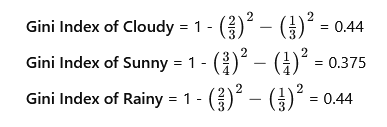 Gini Index of Cloudy = 1 - (2/3)² − (1/3)² = 0.44
Gini Index of Sunny = 1 - (3/4)² − (1/4)² = 0.375
Gini Index of Rainy = 1 - (2/3)² − (1/3)² = 0.44